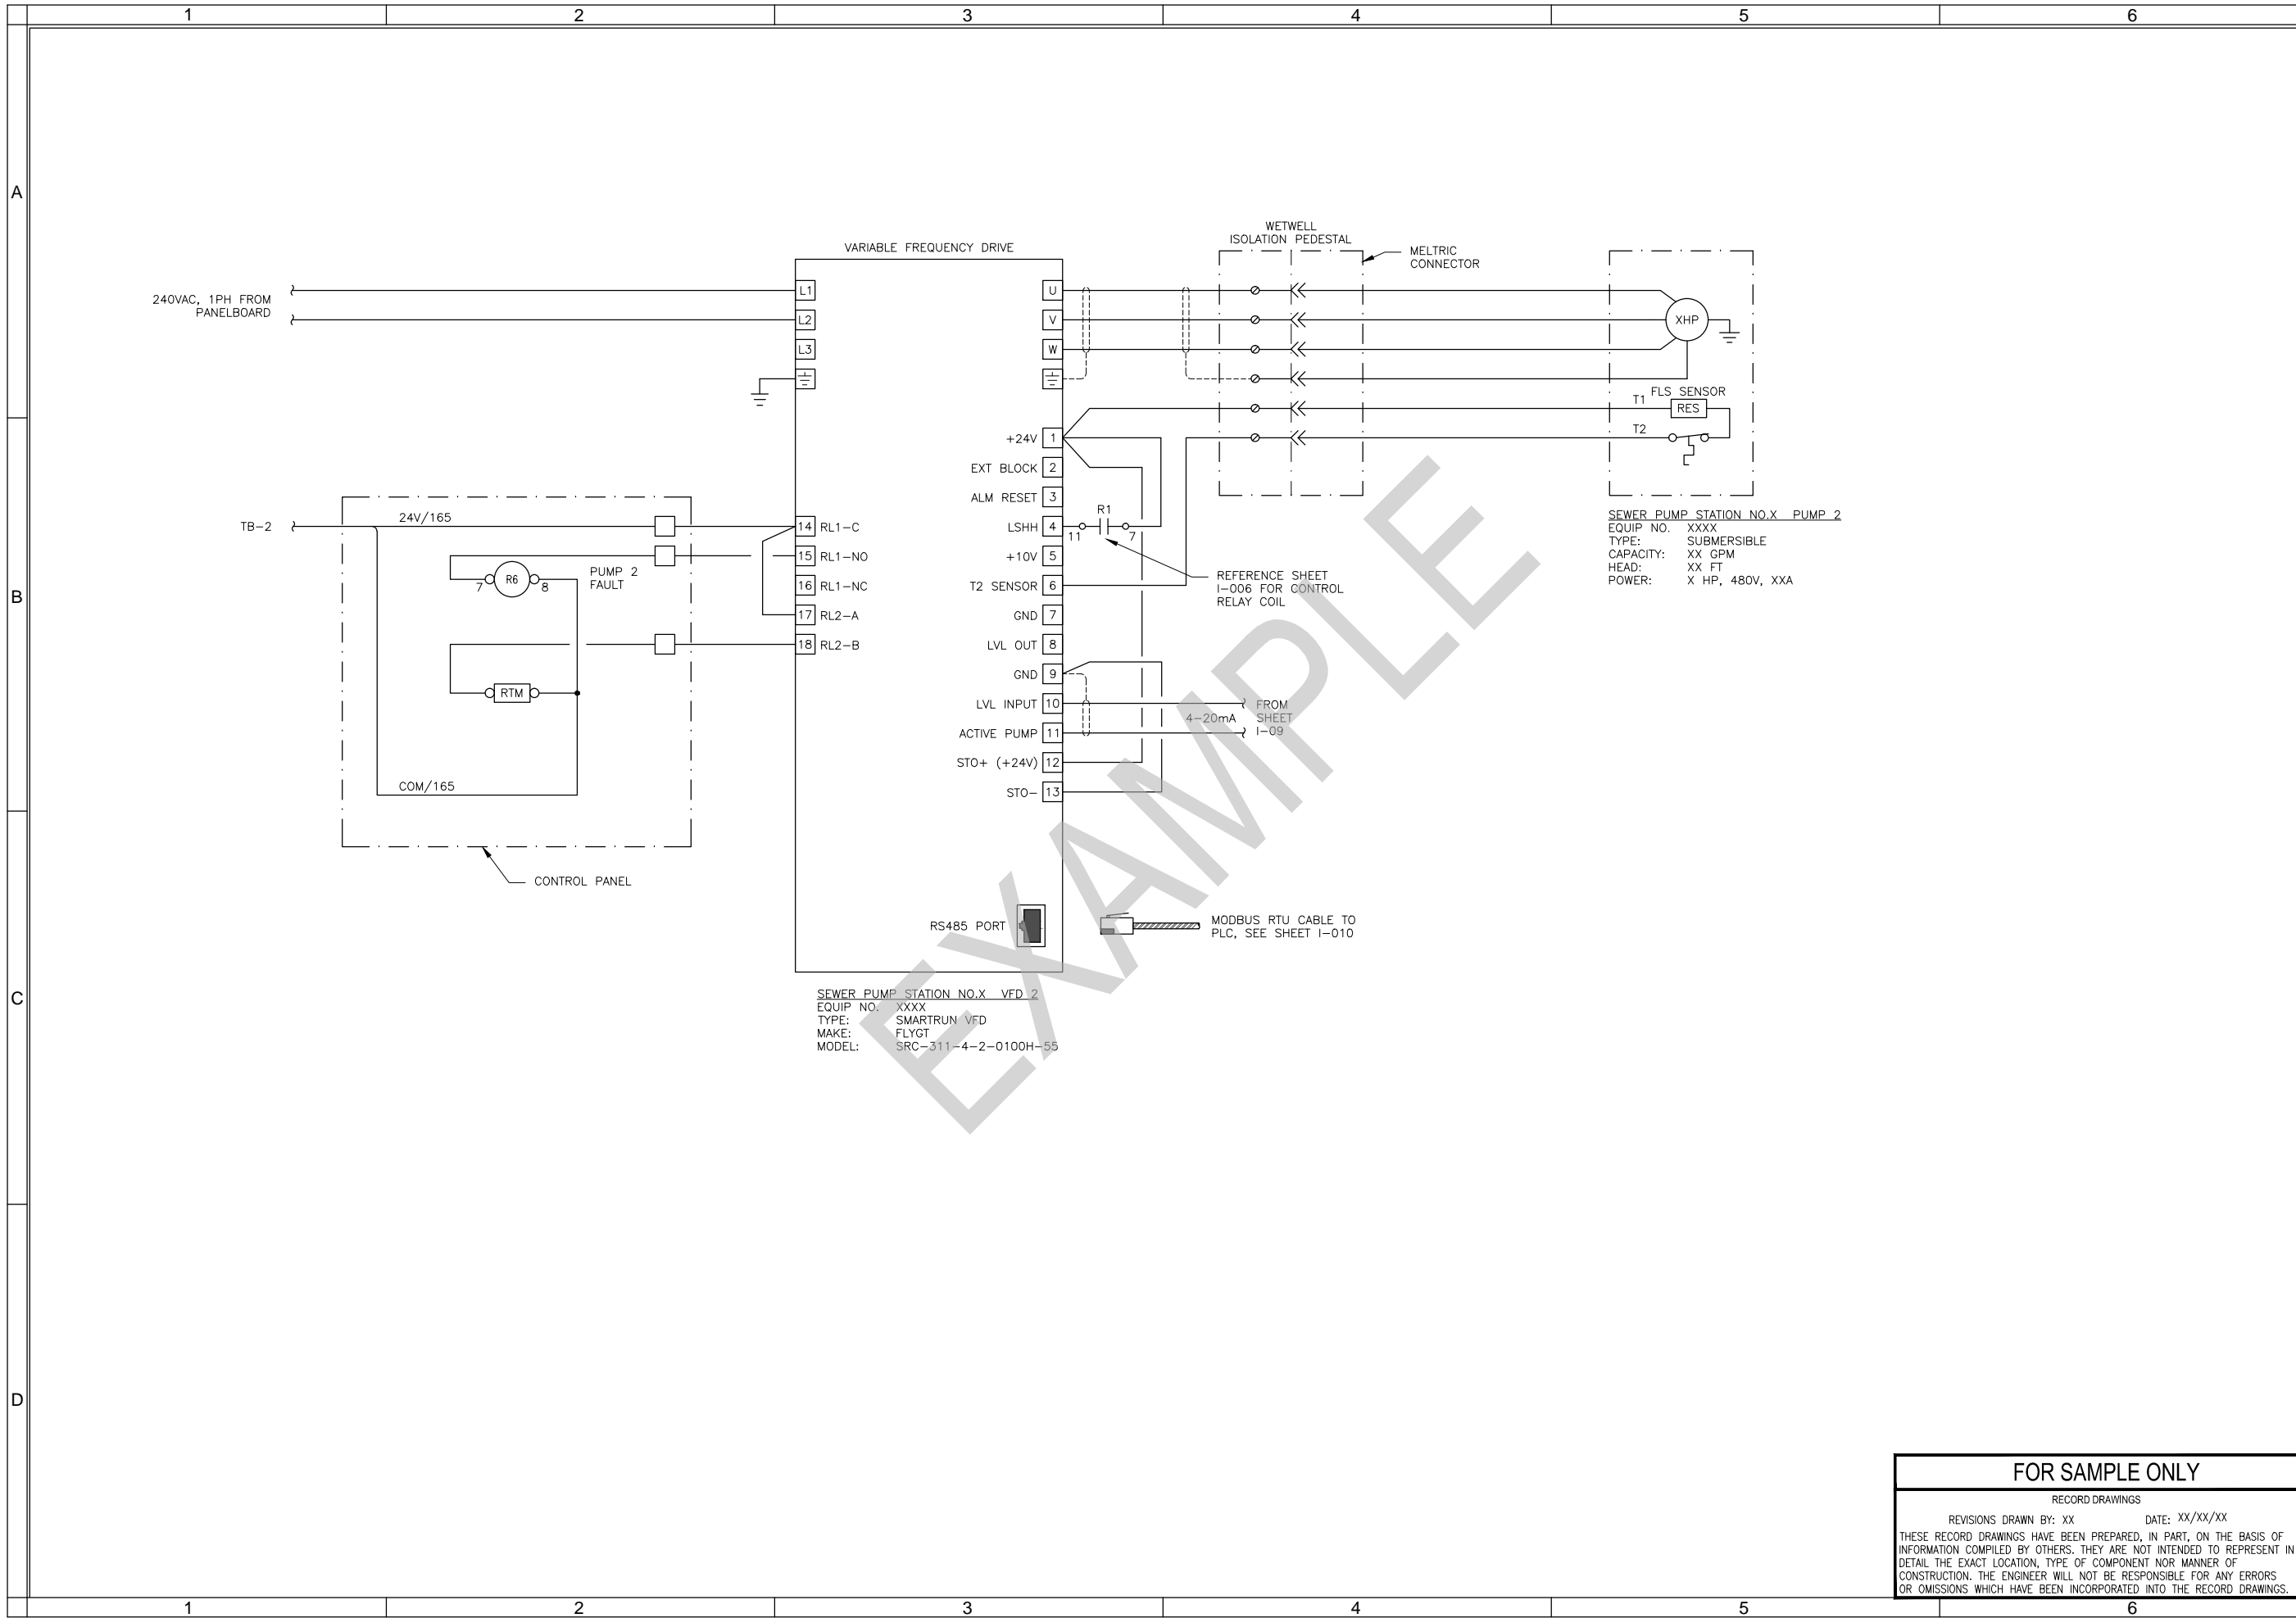 1 2 3 4 5 6
A
B
C
D
240VAC, 1PH FROM
PANELBOARD
VARIABLE FREQUENCY DRIVE
L1
L2
L3
U
V
W
WETWELL
ISOLATION PEDESTAL
MELTRIC
CONNECTOR
XHP
FLS SENSOR
T1 RES
T2
SEWER PUMP STATION NO.X PUMP 2
EQUIP NO. XXXX
TYPE: SUBMERSIBLE
CAPACITY: XX GPM
HEAD: XX FT
POWER: X HP, 480V, XXA
TB-2
24V/165
R6
7 8
PUMP 2
FAULT
RTM
COM/165
CONTROL PANEL
14 RL1-C
15 RL1-NO
16 RL1-NC
17 RL2-A
18 RL2-B
+24V 1
EXT BLOCK 2
ALM RESET 3
LSHH 4
+10V 5
T2 SENSOR 6
GND 7
LVL OUT 8
GND 9
LVL INPUT 10
ACTIVE PUMP 11
STO+ (+24V) 12
STO- 13
R1
11 7
REFERENCE SHEET
I-006 FOR CONTROL
RELAY COIL
4-20mA
FROM
SHEET
I-09
RS485 PORT
MODBUS RTU CABLE TO
PLC, SEE SHEET I-010
SEWER PUMP STATION NO.X VFD 2
EQUIP NO. XXXX
TYPE: SMARTRUN VFD
MAKE: FLYGT
MODEL: SRC-311-4-2-0100H-55
EXAMPLE
FOR SAMPLE ONLY
RECORD DRAWINGS
REVISIONS DRAWN BY: XX DATE: XX/XX/XX
THESE RECORD DRAWINGS HAVE BEEN PREPARED, IN PART, ON THE BASIS OF
INFORMATION COMPILED BY OTHERS. THEY ARE NOT INTENDED TO REPRESENT IN
DETAIL THE EXACT LOCATION, TYPE OF COMPONENT NOR MANNER OF
CONSTRUCTION. THE ENGINEER WILL NOT BE RESPONSIBLE FOR ANY ERRORS
OR OMISSIONS WHICH HAVE BEEN INCORPORATED INTO THE RECORD DRAWINGS.
1 2 3 4 5 6